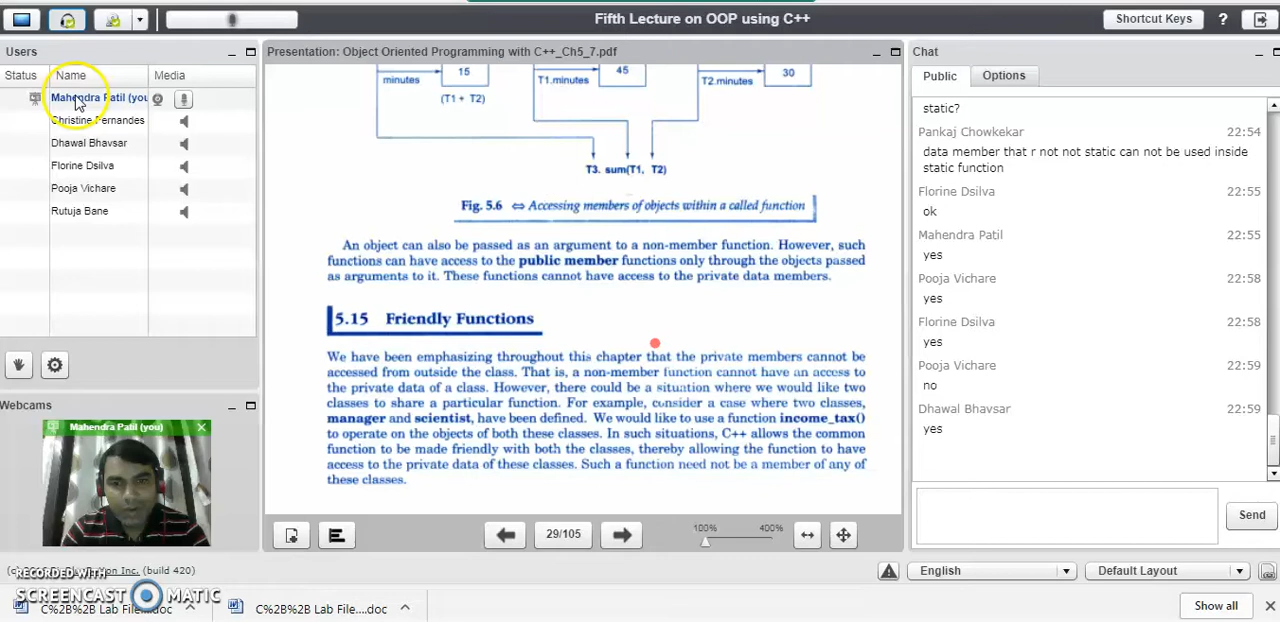 Fifth Lecture on OOP using C++
Shortcut Keys
?
Users
Status Name Media
Mahendra Patil (you
Christine Fernandes
Dhawal Bhavsar
Florine Dsilva
Pooja Vichare
Rutuja Bane
Webcams
Mahendra Patil (you)
Presentation: Object Oriented Programming with C++_Ch5_7.pdf
minutes 15 T1.minutes 45 T2.minutes 30
(T1 + T2)
T3. sum(T1, T2)
Fig. 5.6 ⇔ Accessing members of objects within a called function
An object can also be passed as an argument to a non-member function. However, such
functions can have access to the public member functions only through the objects passed
as arguments to it. These functions cannot have access to the private data members.
5.15 Friendly Functions
We have been emphasizing throughout this chapter that the private members cannot be
accessed from outside the class. That is, a non-member function cannot have an access to
the private data of a class. However, there could be a situation where we would like two
classes to share a particular function. For example, consider a case where two classes,
manager and scientist, have been defined. We would like to use a function income_tax()
to operate on the objects of both these classes. In such situations, C++ allows the common
function to be made friendly with both the classes, thereby allowing the function to have
access to the private data of these classes. Such a function need not be a member of any of
these classes.
29/105
100% 400%
Chat
Public Options
static?
Pankaj Chowkekar 22:54
data member that r not not static can not be used inside
static function
Florine Dsilva 22:55
ok
Mahendra Patil 22:55
yes
Pooja Vichare 22:58
yes
Florine Dsilva 22:58
yes
Pooja Vichare 22:59
no
Dhawal Bhavsar 22:59
yes
Send
Inc. (build 420)
English
Default Layout
RECORDED WITH
SCREENCAST MATIC
C%2B%2B Lab File....doc
C%2B%2B Lab File....doc
Show all